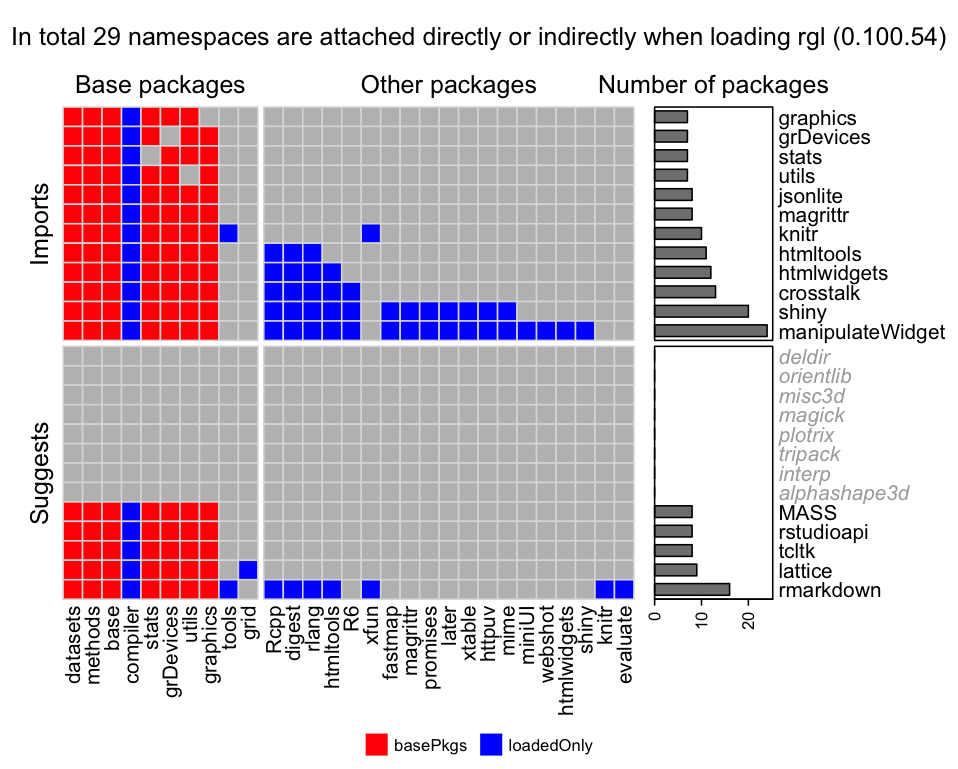 In total 29 namespaces are attached directly or indirectly when loading rgl (0.100.54)
Base packages
Other packages
Number of packages
Imports
graphics
grDevices
stats
utils
jsonlite
magrittr
knitr
htmltools
htmlwidgets
crosstalk
shiny
manipulateWidget
Suggests
deldir
orientlib
misc3d
magick
plotrix
tripack
interp
alphashape3d
MASS
rstudioapi
tcltk
lattice
rmarkdown
datasets
methods
base
compiler
stats
grDevices
utils
graphics
tools
grid
Rcpp
digest
rlang
htmltools
R6
xfun
fastmap
magrittr
promises
later
xtable
httpuv
mime
miniUI
webshot
htmlwidgets
shiny
knitr
evaluate
0
10
20
basePkgs
loadedOnly